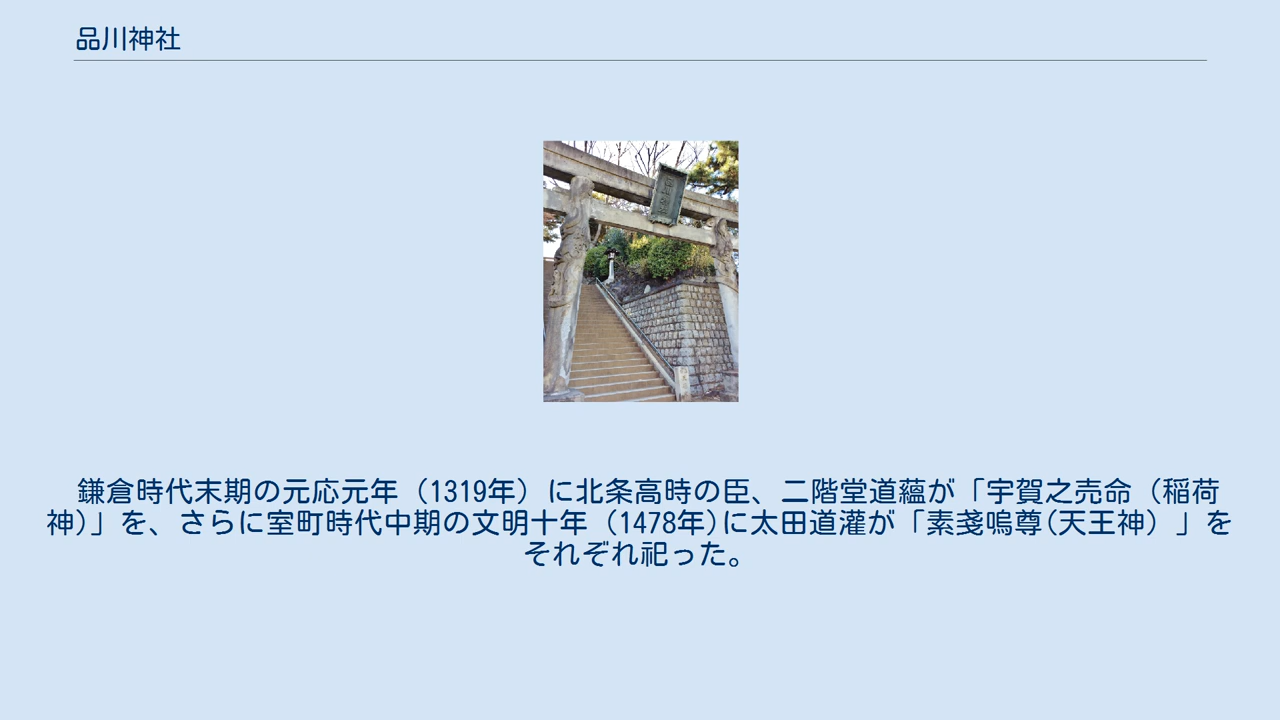 品川神社
鎌倉時代末期の元応元年（1319年）に北条高時の臣、二階堂道蘊が「宇賀之売命（稲荷
神)」を、さらに室町時代中期の文明十年（1478年)に太田道灌が「素戔嗚尊(天王神）」を
それぞれ祀った。